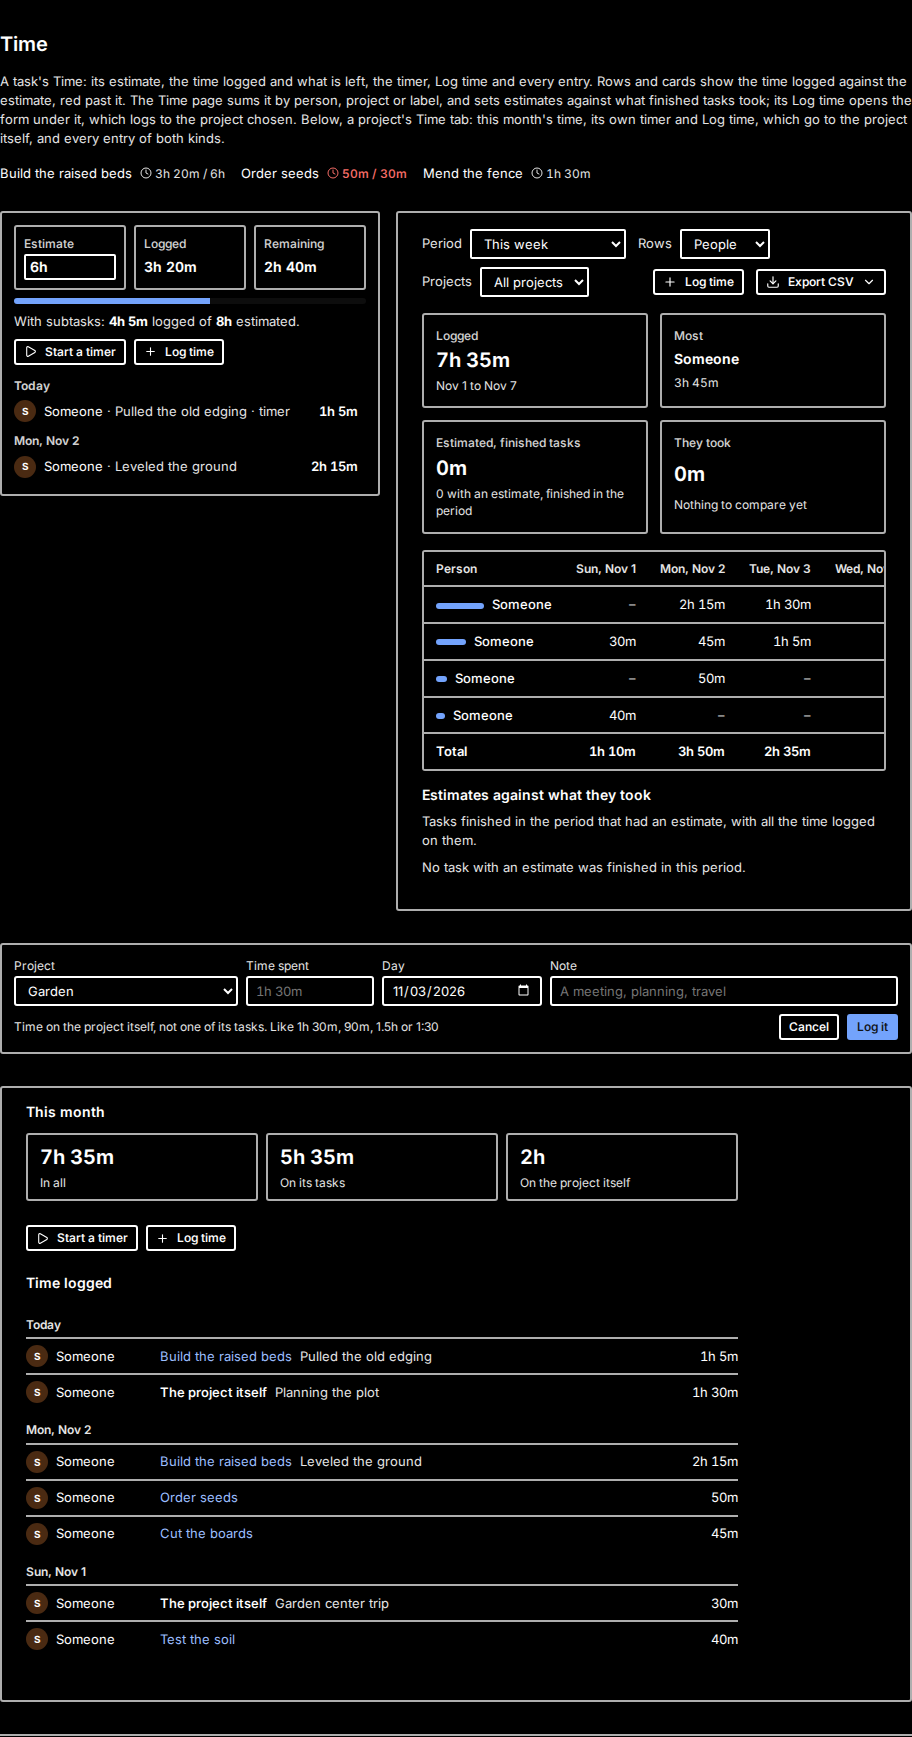 Time
A task's Time: its estimate, the time logged and what is left, the timer, Log time and every entry. Rows and cards show the time logged against the
estimate, red past it. The Time page sums it by person, project or label, and sets estimates against what finished tasks took; its Log time opens the
form under it, which logs to the project chosen. Below, a project's Time tab: this month's time, its own timer and Log time, which go to the project
itself, and every entry of both kinds.
Build the raised beds 3h 20m / 6h Order seeds 50m / 30m Mend the fence 1h 30m
Estimate Logged Remaining
6h 3h 20m 2h 40m
With subtasks: 4h 5m logged of 8h estimated.
Start a timer Log time
Today
S Someone · Pulled the old edging · timer 1h 5m
Mon, Nov 2
S Someone · Leveled the ground 2h 15m
Period This week Rows People
Projects All projects Log time Export CSV
Logged
7h 35m
Nov 1 to Nov 7
Most
Someone
3h 45m
Estimated, finished tasks
0m
0 with an estimate, finished in the
period
They took
0m
Nothing to compare yet
Person Sun, Nov 1 Mon, Nov 2 Tue, Nov 3 Wed,
Someone – 2h 15m 1h 30m
Someone 30m 45m 1h 5m
Someone – 50m –
Someone 40m – –
Total 1h 10m 3h 50m 2h 35m
Estimates against what they took
Tasks finished in the period that had an estimate, with all the time logged
on them.
No task with an estimate was finished in this period.
Project Time spent Day Note
Garden 1h 30m 11/03/2026 A meeting, planning, travel
Time on the project itself, not one of its tasks. Like 1h 30m, 90m, 1.5h or 1:30 Cancel Log it
This month
7h 35m 5h 35m 2h
In all On its tasks On the project itself
Start a timer Log time
Time logged
Today
S Someone Build the raised beds Pulled the old edging 1h 5m
S Someone The project itself Planning the plot 1h 30m
Mon, Nov 2
S Someone Build the raised beds Leveled the ground 2h 15m
S Someone Order seeds 50m
S Someone Cut the boards 45m
Sun, Nov 1
S Someone The project itself Garden center trip 30m
S Someone Test the soil 40m